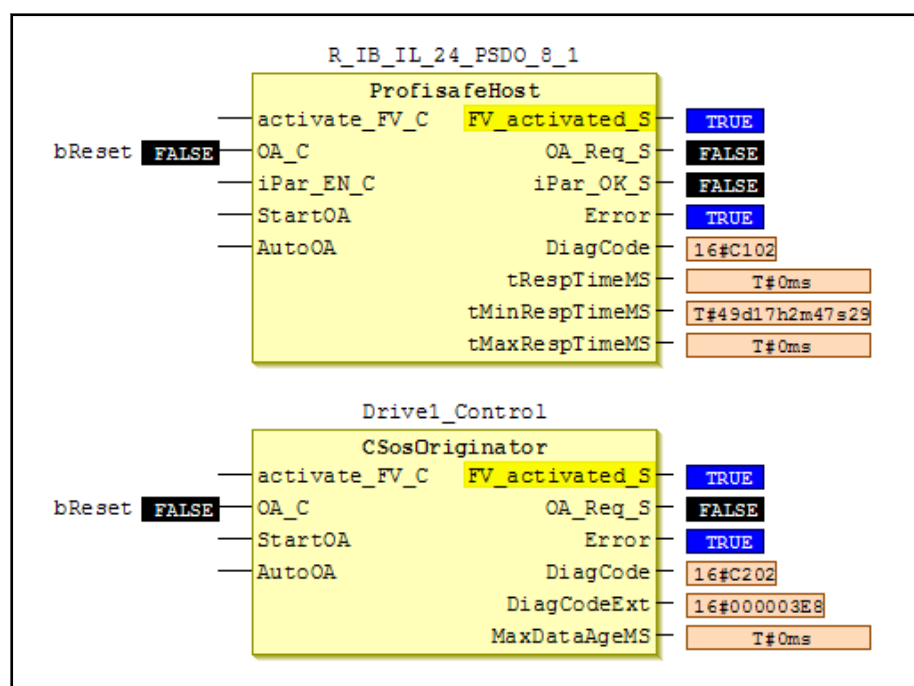 R_IB_IL_24_PSDO_8_1
ProfisafeHost
activate_FV_C FV_activated_S TRUE
bReset FALSE OA_C OA_Req_S FALSE
iPar_EN_C iPar_OK_S FALSE
StartOA Error TRUE
AutoOA DiagCode 16#C102
tRespTimeMS T#0ms
tMinRespTimeMS T#49d17h2m47s29
tMaxRespTimeMS T#0ms
Drive1_Control
CSosOriginator
activate_FV_C FV_activated_S TRUE
bReset FALSE OA_C OA_Req_S FALSE
StartOA Error TRUE
AutoOA DiagCode 16#C202
DiagCodeExt 16#000003E8
MaxDataAgeMS T#0ms